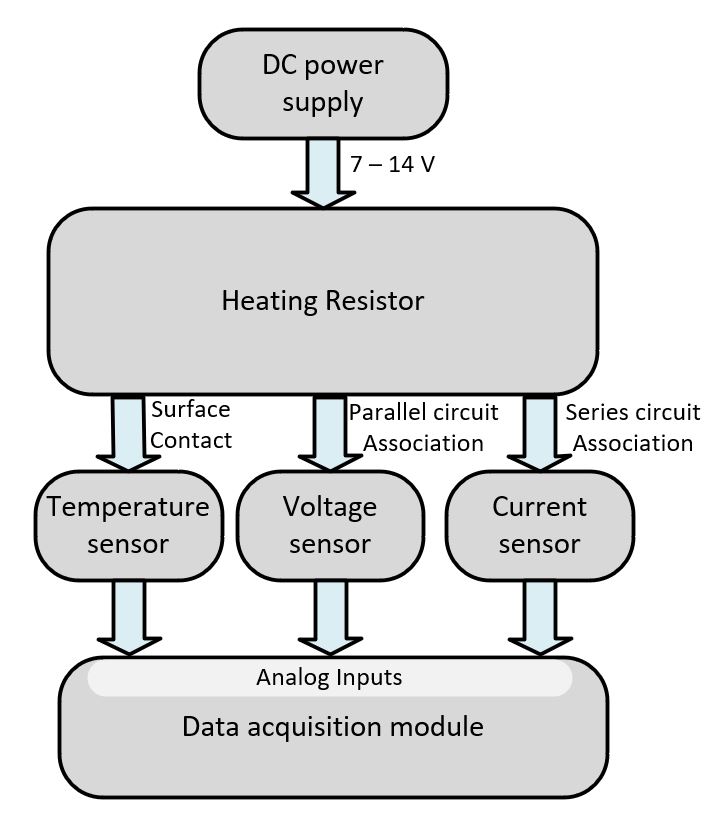 DC power
supply
7 – 14 V
Heating Resistor
Surface
Contact
Parallel circuit
Association
Series circuit
Association
Temperature
sensor
Voltage
sensor
Current
sensor
Analog Inputs
Data acquisition module